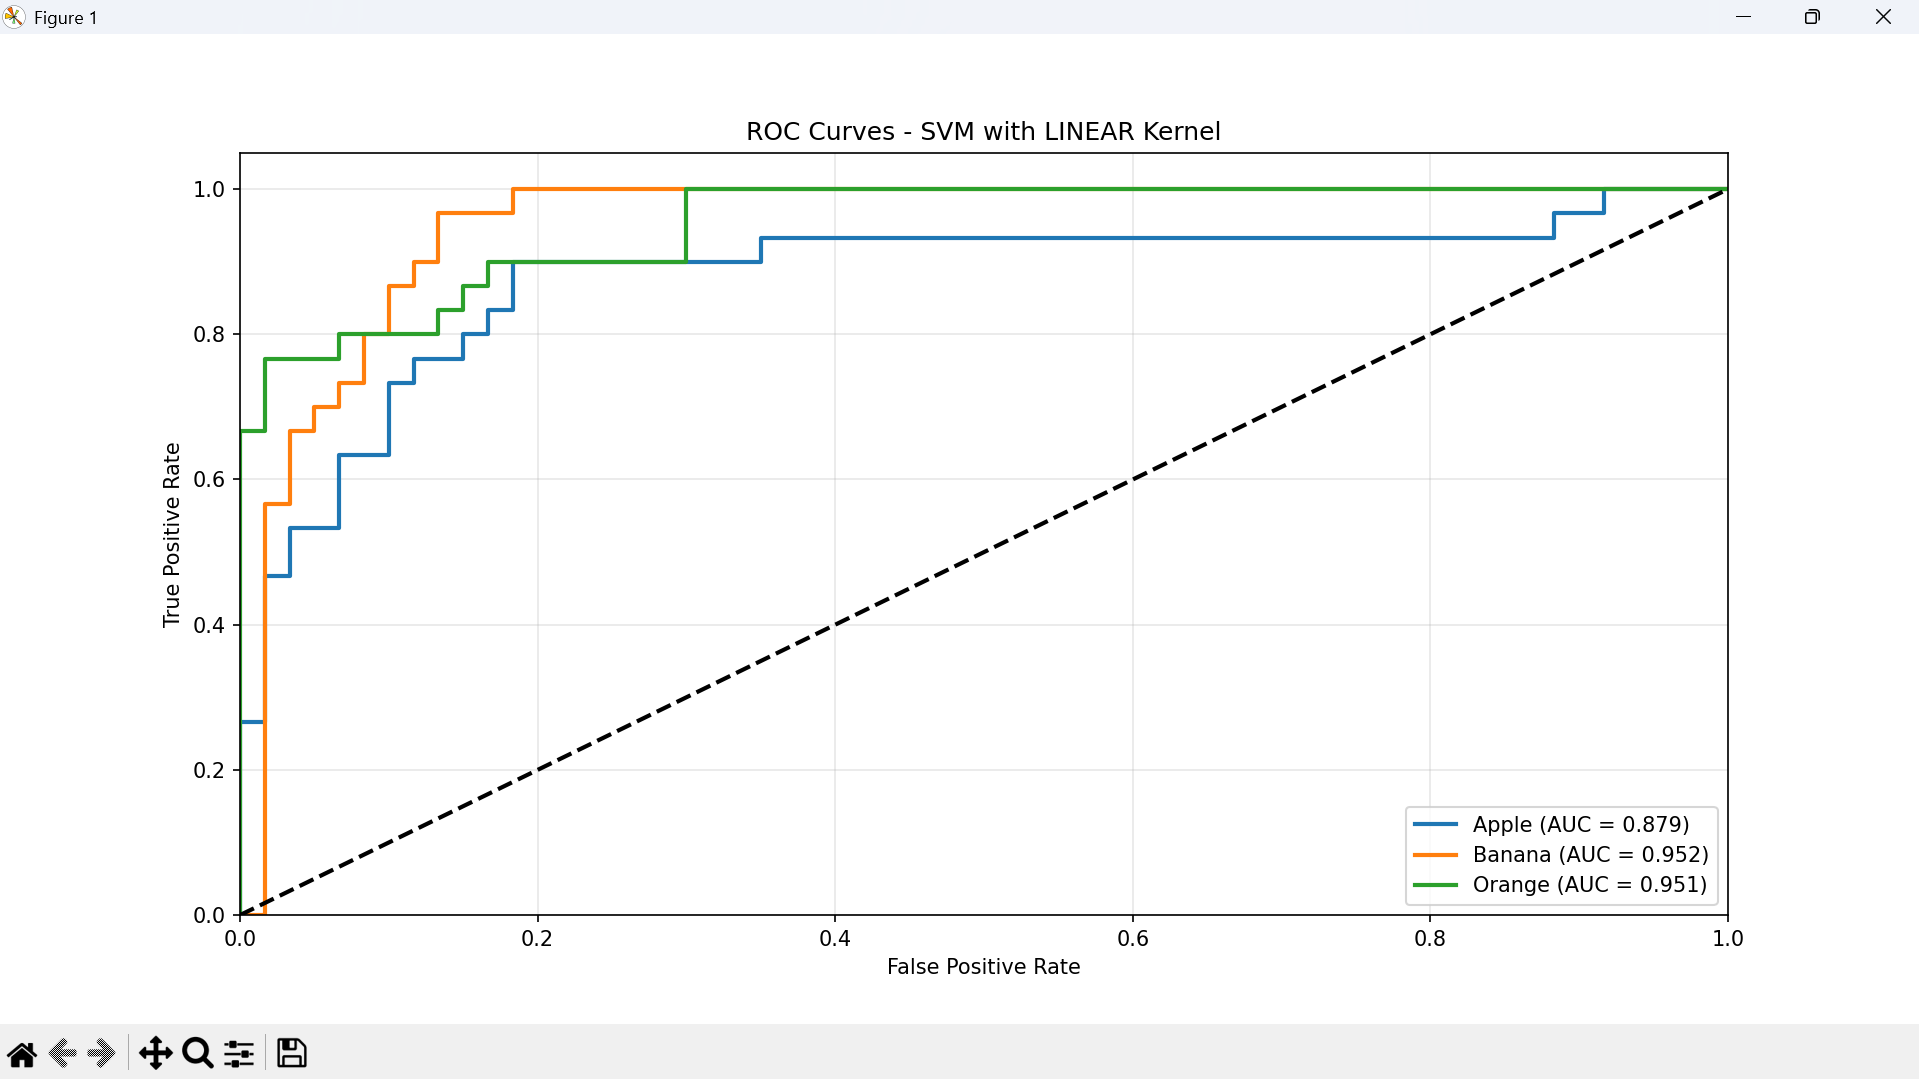 Figure 1
ROC Curves - SVM with LINEAR Kernel
True Positive Rate
1.0
0.8
0.6
0.4
0.2
0.0
0.0 0.2 0.4 0.6 0.8 1.0
False Positive Rate
Apple (AUC = 0.879)
Banana (AUC = 0.952)
Orange (AUC = 0.951)